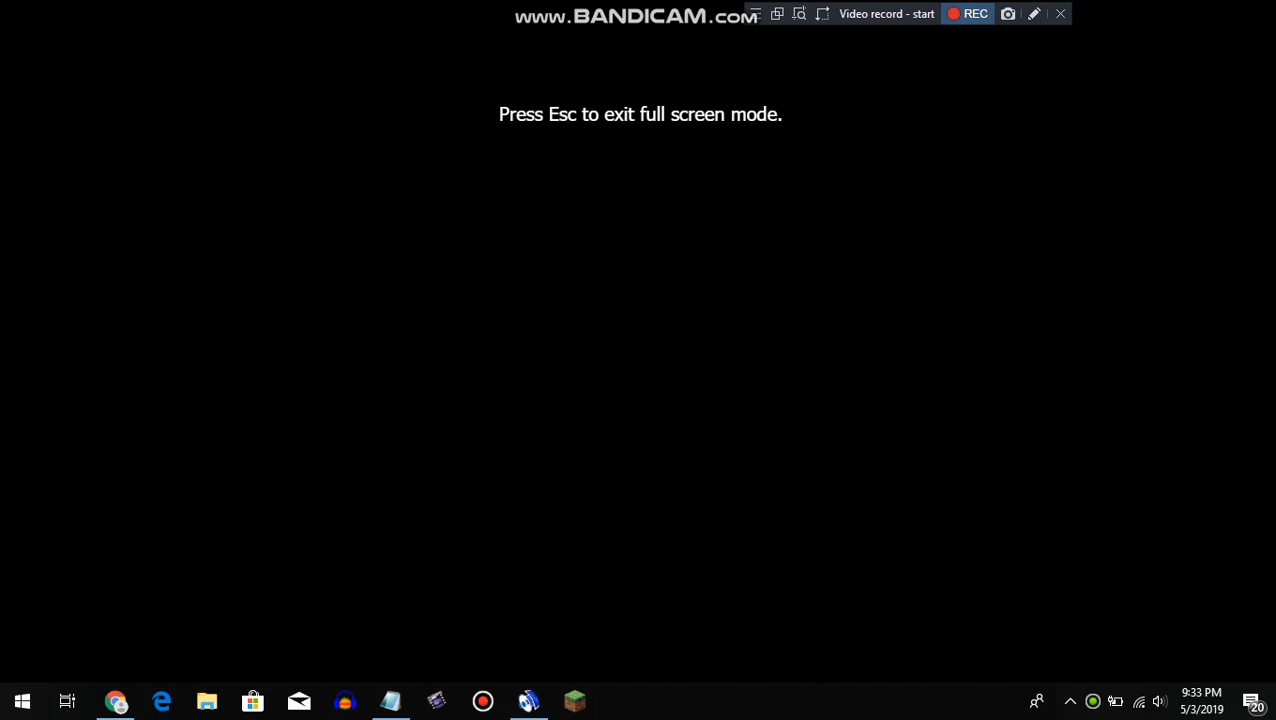 www.BANDICAM.com
Video record - start
REC
Press Esc to exit full screen mode.
9:33 PM
5/3/2019
20